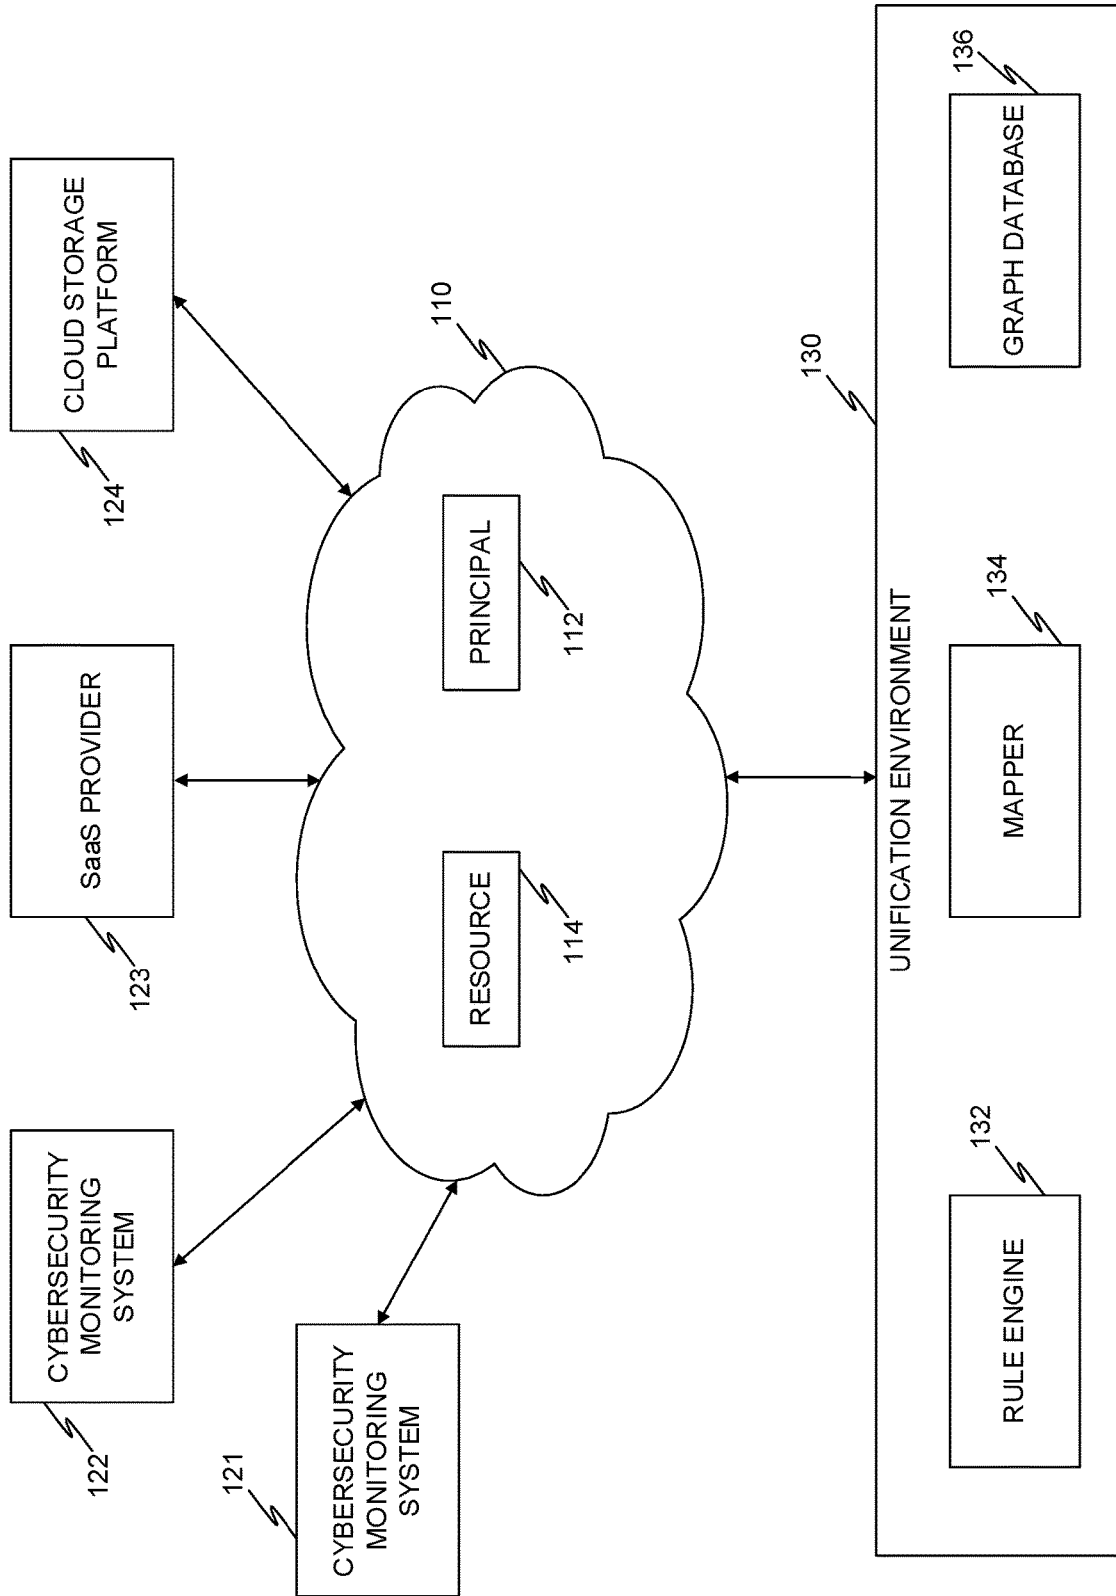 CYBERSECURITY
MONITORING
SYSTEM
121
CYBERSECURITY
MONITORING
SYSTEM
122
SaaS PROVIDER
123
CLOUD STORAGE
PLATFORM
124
110
RESOURCE
114
PRINCIPAL
112
130
UNIFICATION ENVIRONMENT
RULE ENGINE
132
MAPPER
134
GRAPH DATABASE
136